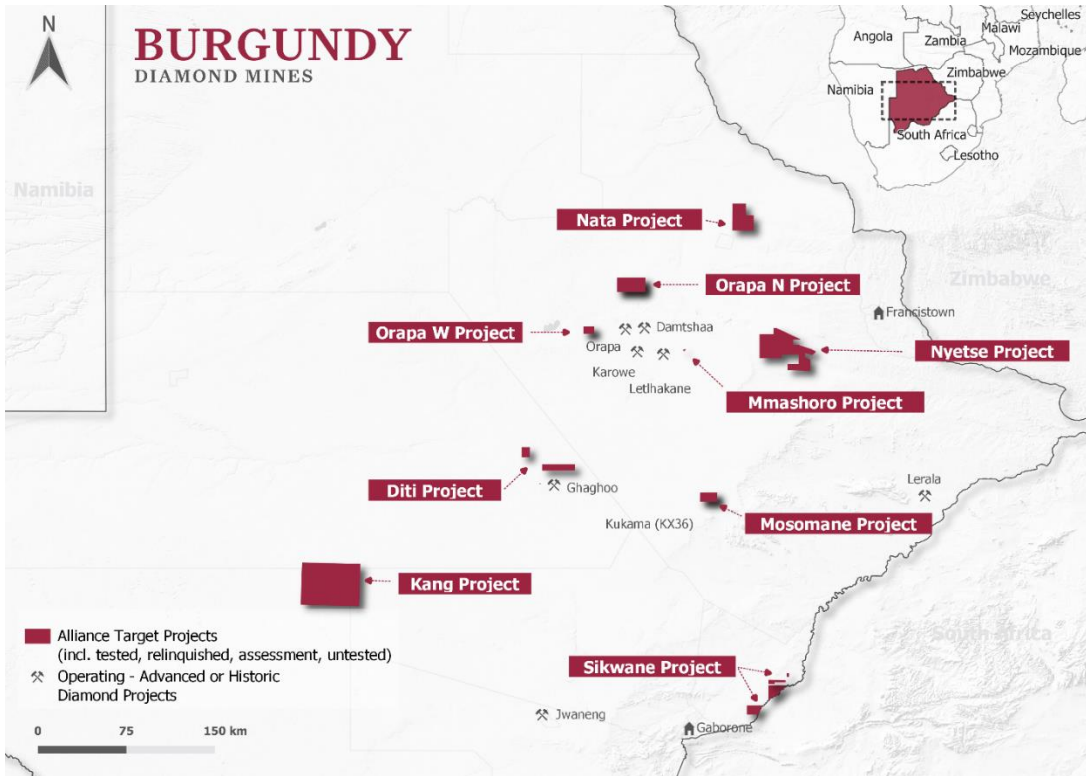 N
BURGUNDY
DIAMOND MINES
Angola
Zambia
Malawi
Seychelles
Mozambique
Zimbabwe
Namibia
South Africa
Lesotho
Namibia
Nata Project
Zimbabwe
Orapa N Project
Francistown
Orapa W Project
Damtshaa
Orapa
Karowe
Letlhakane
Nyetse Project
Mmashoro Project
Diti Project
Ghaghoo
Lerala
Kukama (KX36)
Mosomane Project
Kang Project
South Africa
Alliance Target Projects
(incl. tested, relinquished, assessment, untested)
Operating - Advanced or Historic
Diamond Projects
Sikwane Project
Jwaneng
Gaborone
0 75 150 km